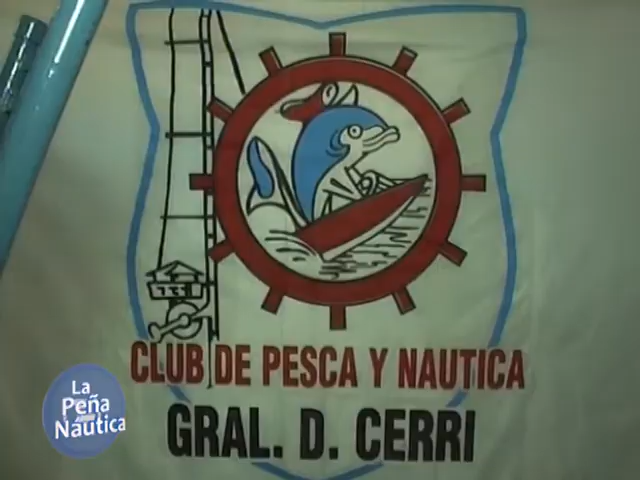 CLUB DE PESCA Y NAUTICA
GRAL. D. CERRI
La
Peña
Náutica